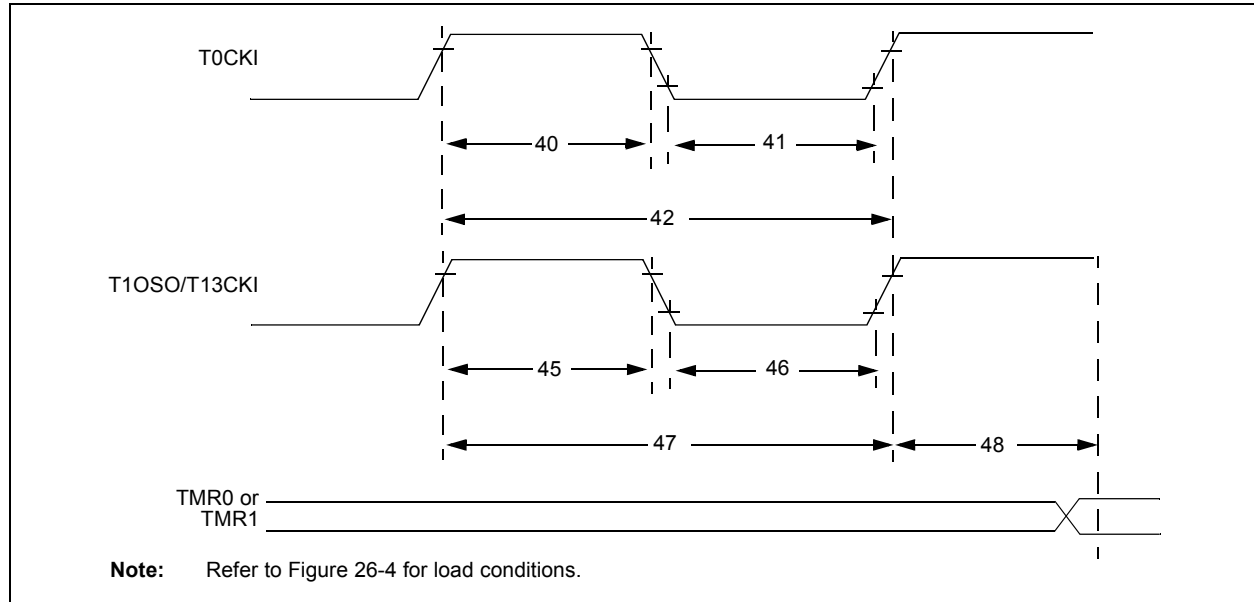 T0CKI
40
41
42
T1OSO/T13CKI
45
46
47
48
TMR0 or
TMR1
Note: Refer to Figure 26-4 for load conditions.